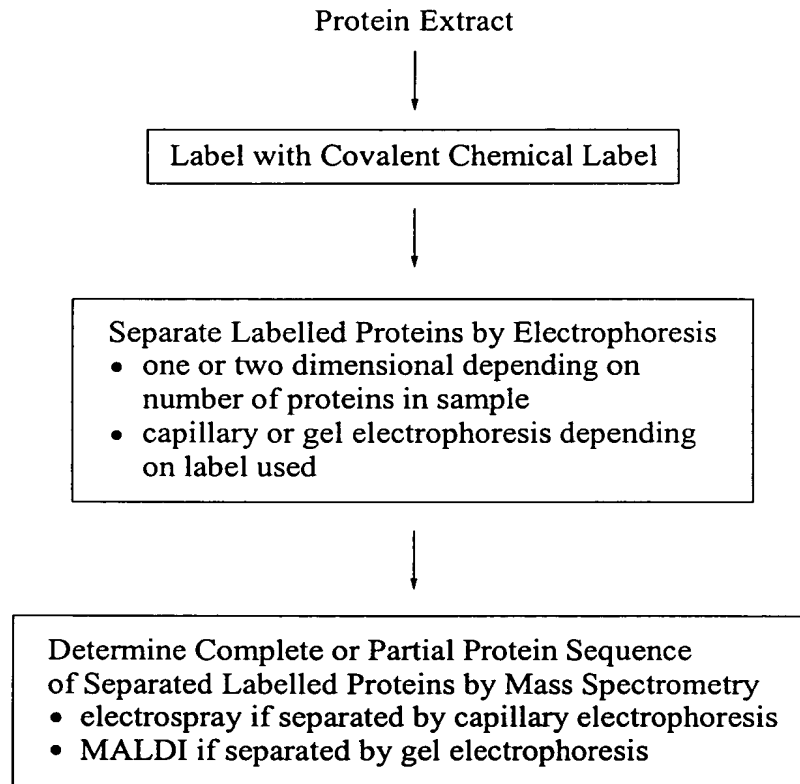 Protein Extract
Label with Covalent Chemical Label
Separate Labelled Proteins by Electrophoresis
• one or two dimensional depending on
number of proteins in sample
• capillary or gel electrophoresis depending
on label used
Determine Complete or Partial Protein Sequence
of Separated Labelled Proteins by Mass Spectrometry
• electrospray if separated by capillary electrophoresis
• MALDI if separated by gel electrophoresis